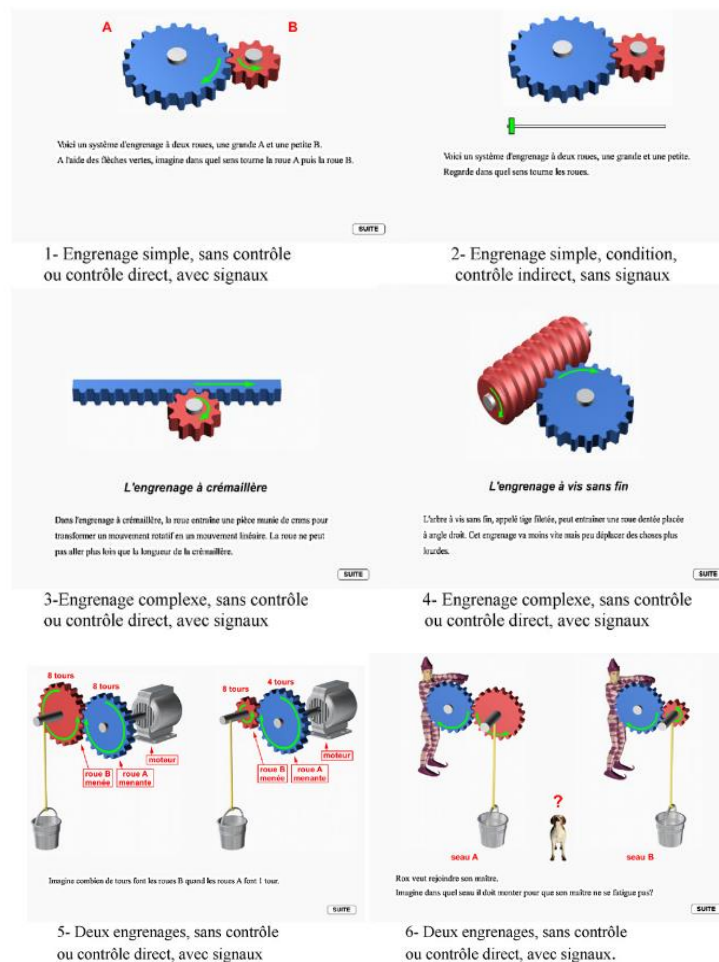 A
B
Voici un système d'engrenage à deux roues, une grande A et une petite B.
A l'aide des flèches vertes, imagine dans quel sens tourne la roue A puis la roue B.
SUITE
1- Engrenage simple, sans contrôle
ou contrôle direct, avec signaux
Voici un système d'engrenage à deux roues, une grande et une petite.
Regarde dans quel sens tourne les roues.
2- Engrenage simple, condition,
contrôle indirect, sans signaux
L'engrenage à crémaillère
Dans l'engrenage à crémaillère, la roue entraine une pièce munie de crans pour
transformer un mouvement rotatif en un mouvement linéaire. La roue ne peut
pas aller plus loin que la longueur de la crémaillère.
SUITE
3-Engrenage complexe, sans contrôle
ou contrôle direct, avec signaux
L'engrenage à vis sans fin
L'arbre à vis sans fin, appelé tige filetée, peut entrainer une roue dentée placée
à angle droit. Cet engrenage va moins vite mais peu déplacer des choses plus
lourdes.
SUITE
4- Engrenage complexe, sans contrôle
ou contrôle direct, avec signaux
8 tours
8 tours
roue B
menée
roue A
menante
moteur
8 tours
4 tours
roue B
menée
roue A
menante
moteur
Imagine combien de tours font les roues B quand les roues A font 1 tour.
SUITE
5- Deux engrenages, sans contrôle
ou contrôle direct, avec signaux
seau A
?
seau B
Rox veut rejoindre son maître.
Imagine dans quel seau il doit monter pour que son maître ne se fatigue pas?
SUITE
6- Deux engrenages, sans contrôle
ou contrôle direct, avec signaux.